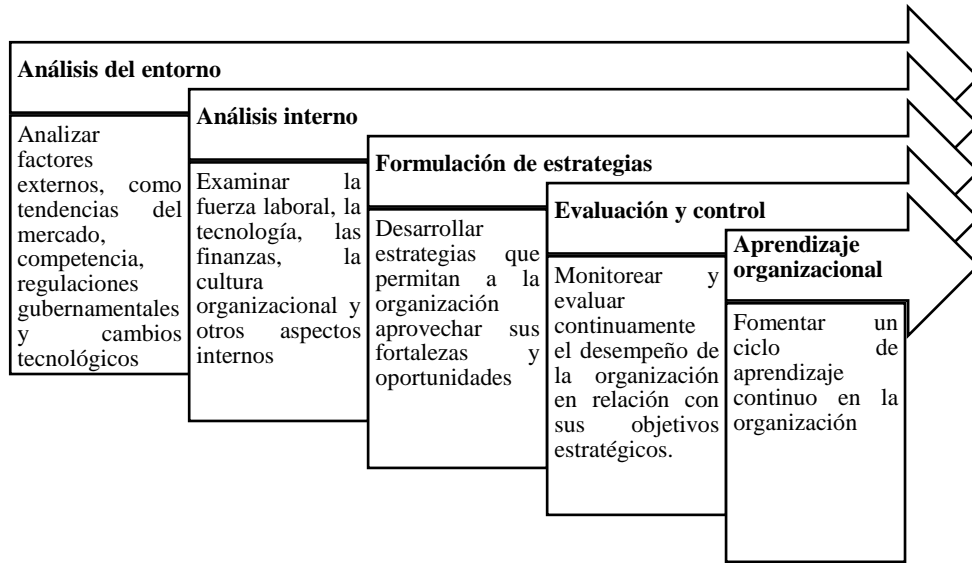 Análisis del entorno
Analizar
factores
externos, como
tendencias del
mercado,
competencia,
regulaciones
gubernamentales
y cambios
tecnológicos
Análisis interno
Examinar la
fuerza laboral, la
tecnología, las
finanzas, la
cultura
organizacional y
otros aspectos
internos
Formulación de estrategias
Desarrollar
estrategias que
permitan a la
organización
aprovechar sus
fortalezas y
oportunidades
Evaluación y control
Monitorear y
evaluar
continuamente
el desempeño de
la organización
en relación con
sus objetivos
estratégicos.
Aprendizaje
organizacional
Fomentar un
ciclo de
aprendizaje
continuo en la
organización